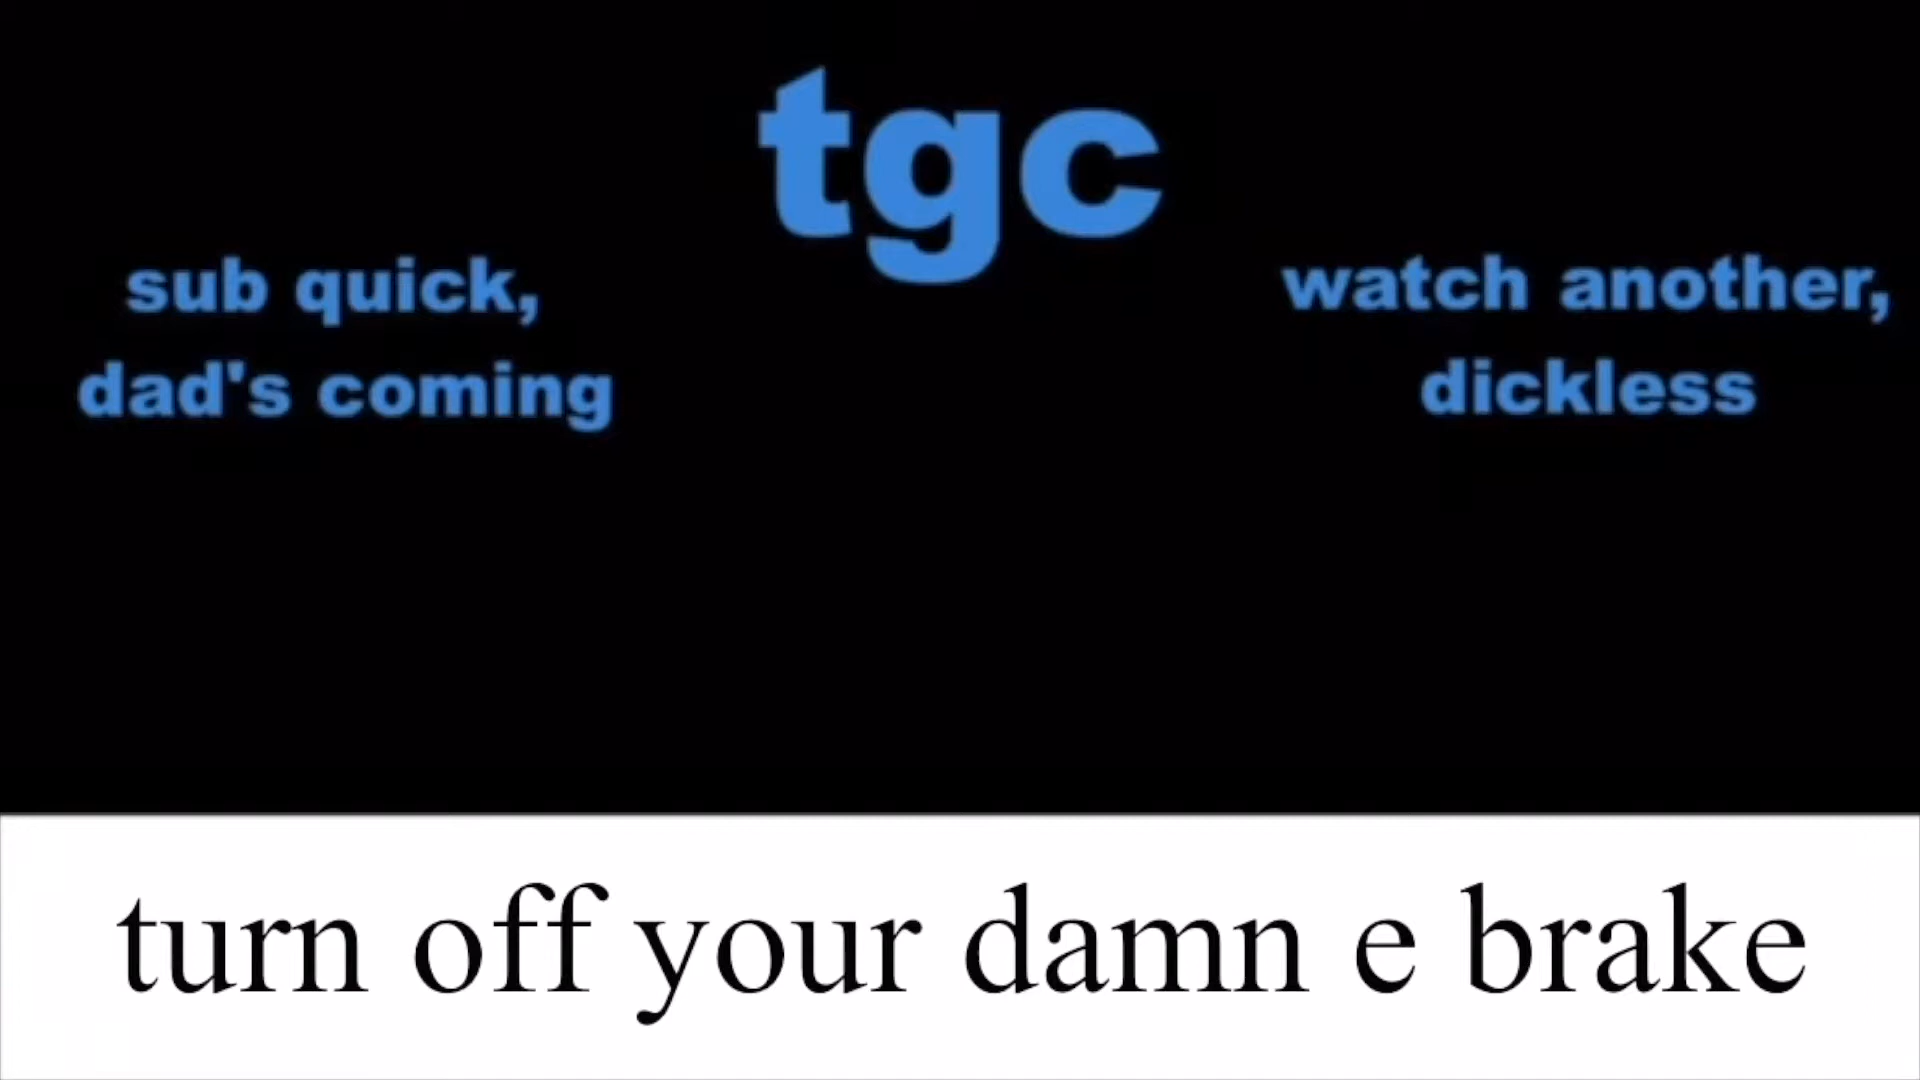 tgc
sub quick,
dad's coming
watch another,
dickless
turn off your damn e brake